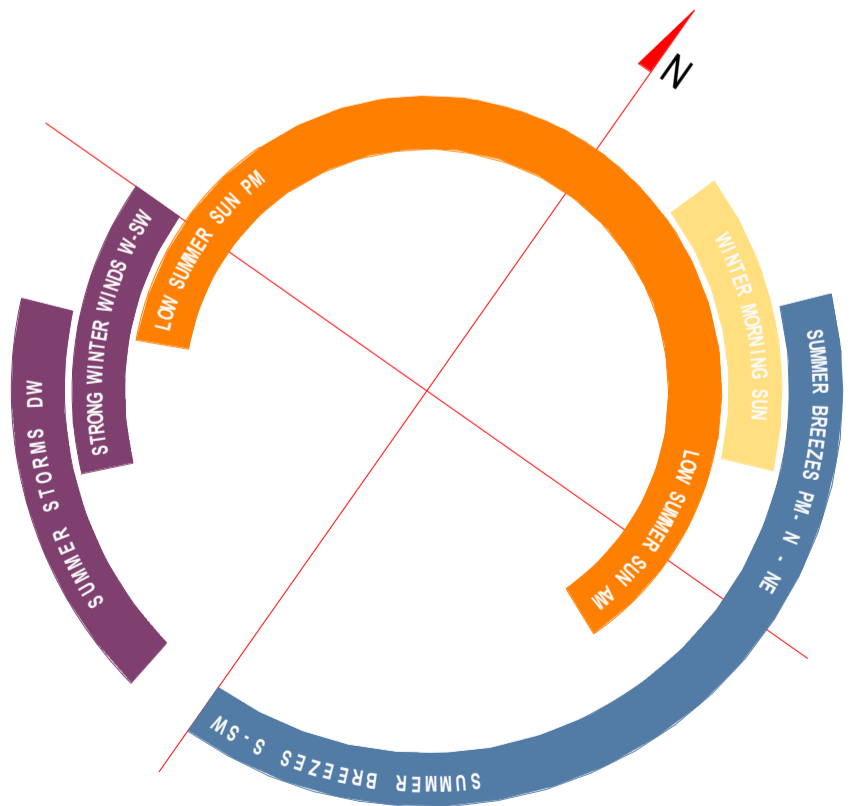 N
LOW SUMMER SUN PM
STRONG WINTER WINDS W-SW
WINTER MORNING SUN
SUMMER BREEZES PM- N - NE
SUMMER STORMS DW
LOW SUMMER SUN AM
SUMMER BREEZES S-SW